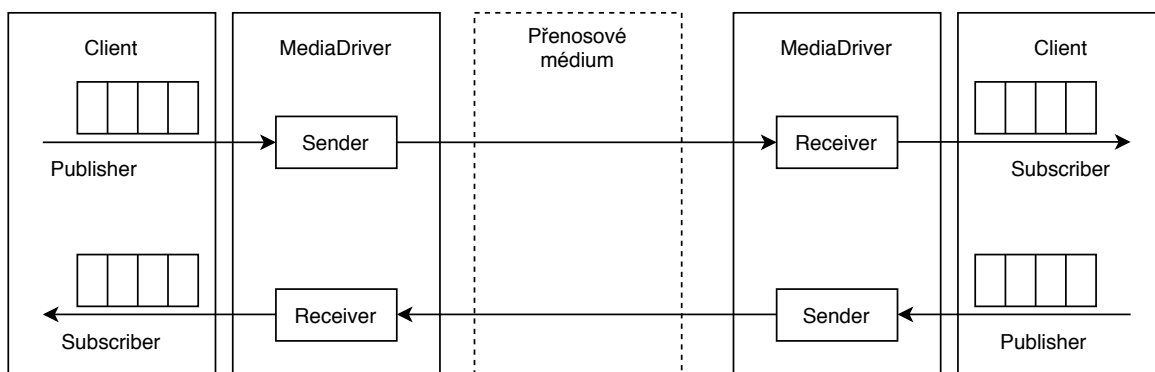 Client
MediaDriver
Přenosové
médium
MediaDriver
Client
Sender
Receiver
Publisher
Subscriber
Receiver
Sender
Subscriber
Publisher